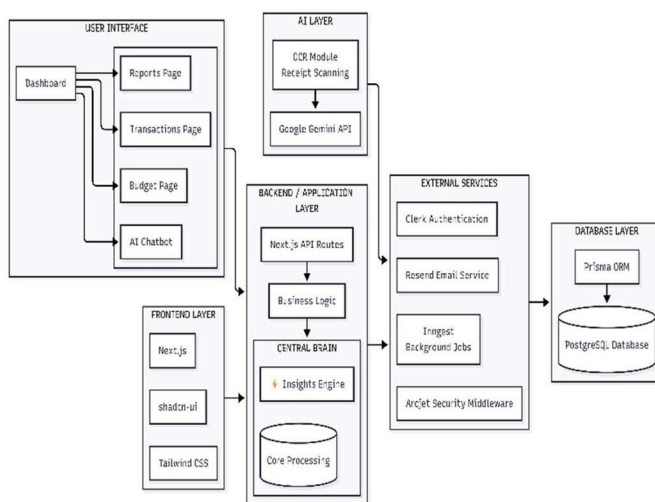 USER INTERFACE
Dashboard
Reports Page
Transactions Page
Budget Page
AI Chatbot
AI LAYER
OCR Module
Receipt Scanning
Google Gemini API
FRONTEND LAYER
Next.js
shadcn-ui
Tailwind CSS
BACKEND / APPLICATION
LAYER
Next.js API Routes
Business Logic
CENTRAL BRAIN
Insights Engine
Core Processing
EXTERNAL SERVICES
Clerk Authentication
Resend Email Service
Inngest
Background Jobs
Arcjet Security Middleware
DATABASE LAYER
Prisma ORM
PostgreSQL Database